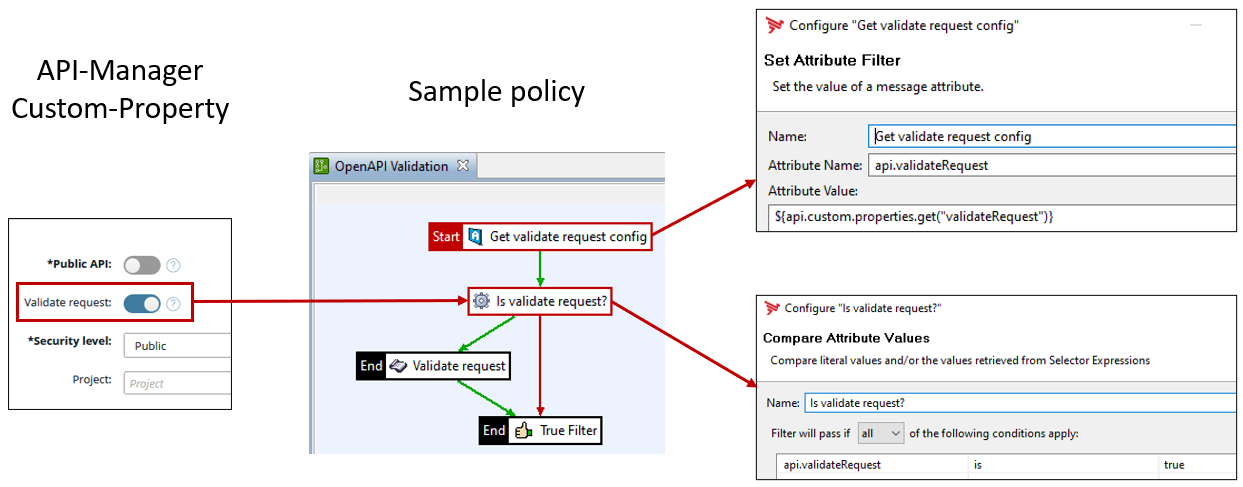 API-Manager
Custom-Property
*Public API:
Validate request:
*Security level:
Public
Project:
Project
Sample policy
OpenAPI Validation
Start
Get validate request config
Is validate request?
End
Validate request
End
True Filter
Configure "Get validate request config"
Set Attribute Filter
Set the value of a message attribute.
Name:
Get validate request config
Attribute Name:
api.validateRequest
Attribute Value:
${api.custom.properties.get("validateRequest")}
Configure "Is validate request?"
Compare Attribute Values
Compare literal values and/or the values retrieved from Selector Expressions
Name:
Is validate request?
Filter will pass if all of the following conditions apply:
api.validateRequest is true